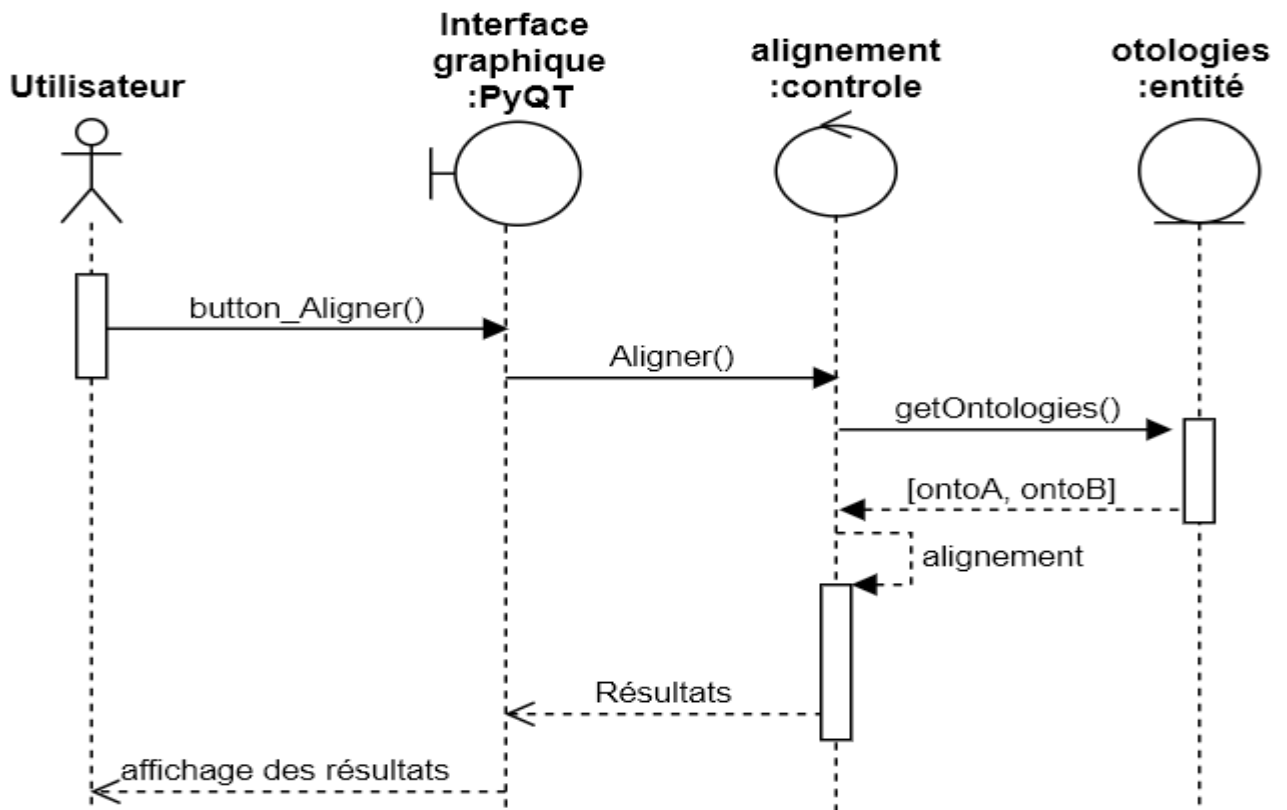 Utilisateur
Interface
graphique
:PyQT
alignement
:controle
otologies
:entité
button_Aligner()
Aligner()
getOntologies()
[ontoA, ontoB]
alignement
Résultats
affichage des résultats